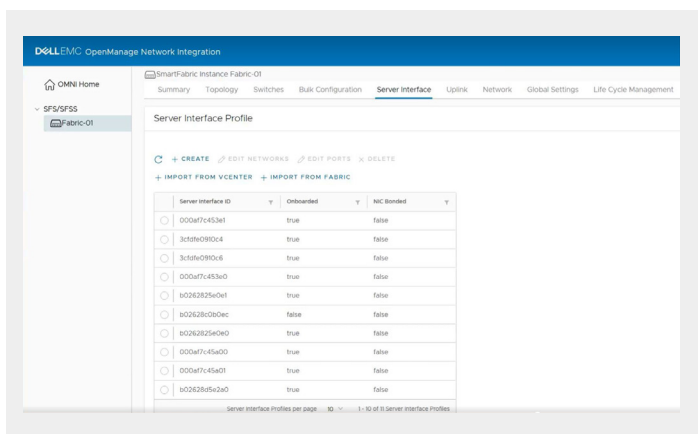 DELLEMC OpenManage Network Integration
OMNI Home
SFS/SFSS
Fabric-01
SmartFabric Instance Fabric-01
Summary Topology Switches Bulk Configuration Server Interface Uplink Network Global Settings Life Cycle Management
Server Interface Profile
+ CREATE EDIT NETWORKS EDIT PORTS × DELETE
+ IMPORT FROM VCENTER + IMPORT FROM FABRIC
Server Interface ID Onboarded NIC Bonded
000af7c453e1 true false
3cfdfe0910c4 true false
3cfdfe0910c6 true false
000af7c453e0 true false
b0262825e0e1 true false
b02628c0b0ec false false
b0262825e0e0 true false
000af7c45a00 true false
000af7c45a01 true false
b02628d5e2a0 true false
Server Interface Profiles per page 10 1 - 10 of 11 Server Interface Profiles